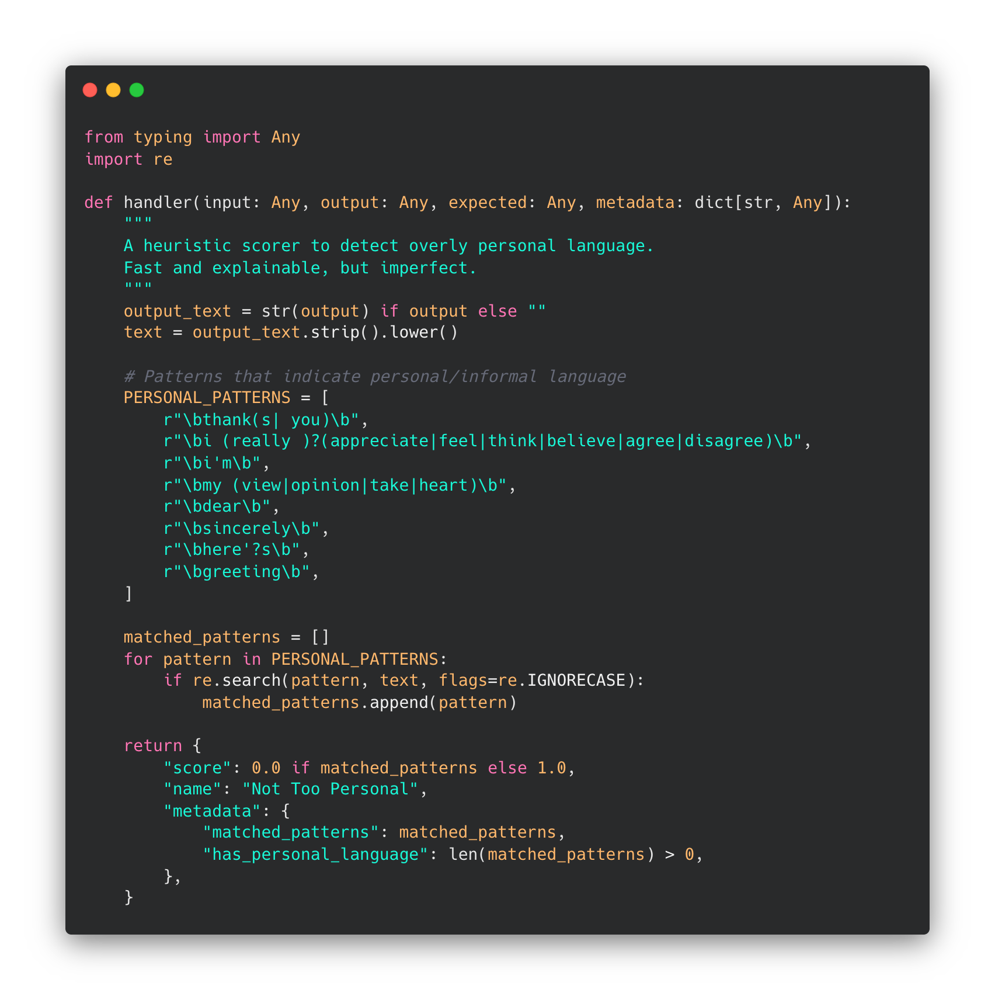 from typing import Any
import re

def handler(input: Any, output: Any, expected: Any, metadata: dict[str, Any]):
    """
    A heuristic scorer to detect overly personal language.
    Fast and explainable, but imperfect.
    """
    output_text = str(output) if output else ""
    text = output_text.strip().lower()

    # Patterns that indicate personal/informal language
    PERSONAL_PATTERNS = [
        r"\bthank(s| you)\b",
        r"\bi (really )?(appreciate|feel|think|believe|agree|disagree)\b",
        r"\bi'm\b",
        r"\bmy (view|opinion|take|heart)\b",
        r"\bdear\b",
        r"\bsincerely\b",
        r"\bhere'?s\b",
        r"\bgreeting\b",
    ]

    matched_patterns = []
    for pattern in PERSONAL_PATTERNS:
        if re.search(pattern, text, flags=re.IGNORECASE):
            matched_patterns.append(pattern)

    return {
        "score": 0.0 if matched_patterns else 1.0,
        "name": "Not Too Personal",
        "metadata": {
            "matched_patterns": matched_patterns,
            "has_personal_language": len(matched_patterns) > 0,
        },
    }